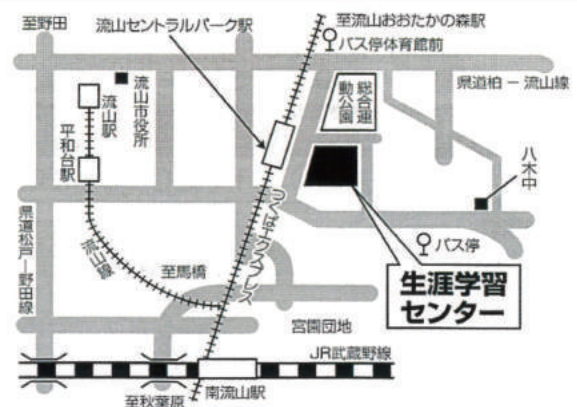 至野田
流山セントラルパーク駅
至流山おおたかの森駅
バス停体育館前
県道柏－流山線
総合運
動公園
流山駅
流山市役所
平和台駅
八木中
つくばエクスプレス
県道松戸－野田線
流山線
至馬橋
バス停
生涯学習
センター
宮園団地
JR武蔵野線
南流山駅
至秋葉原